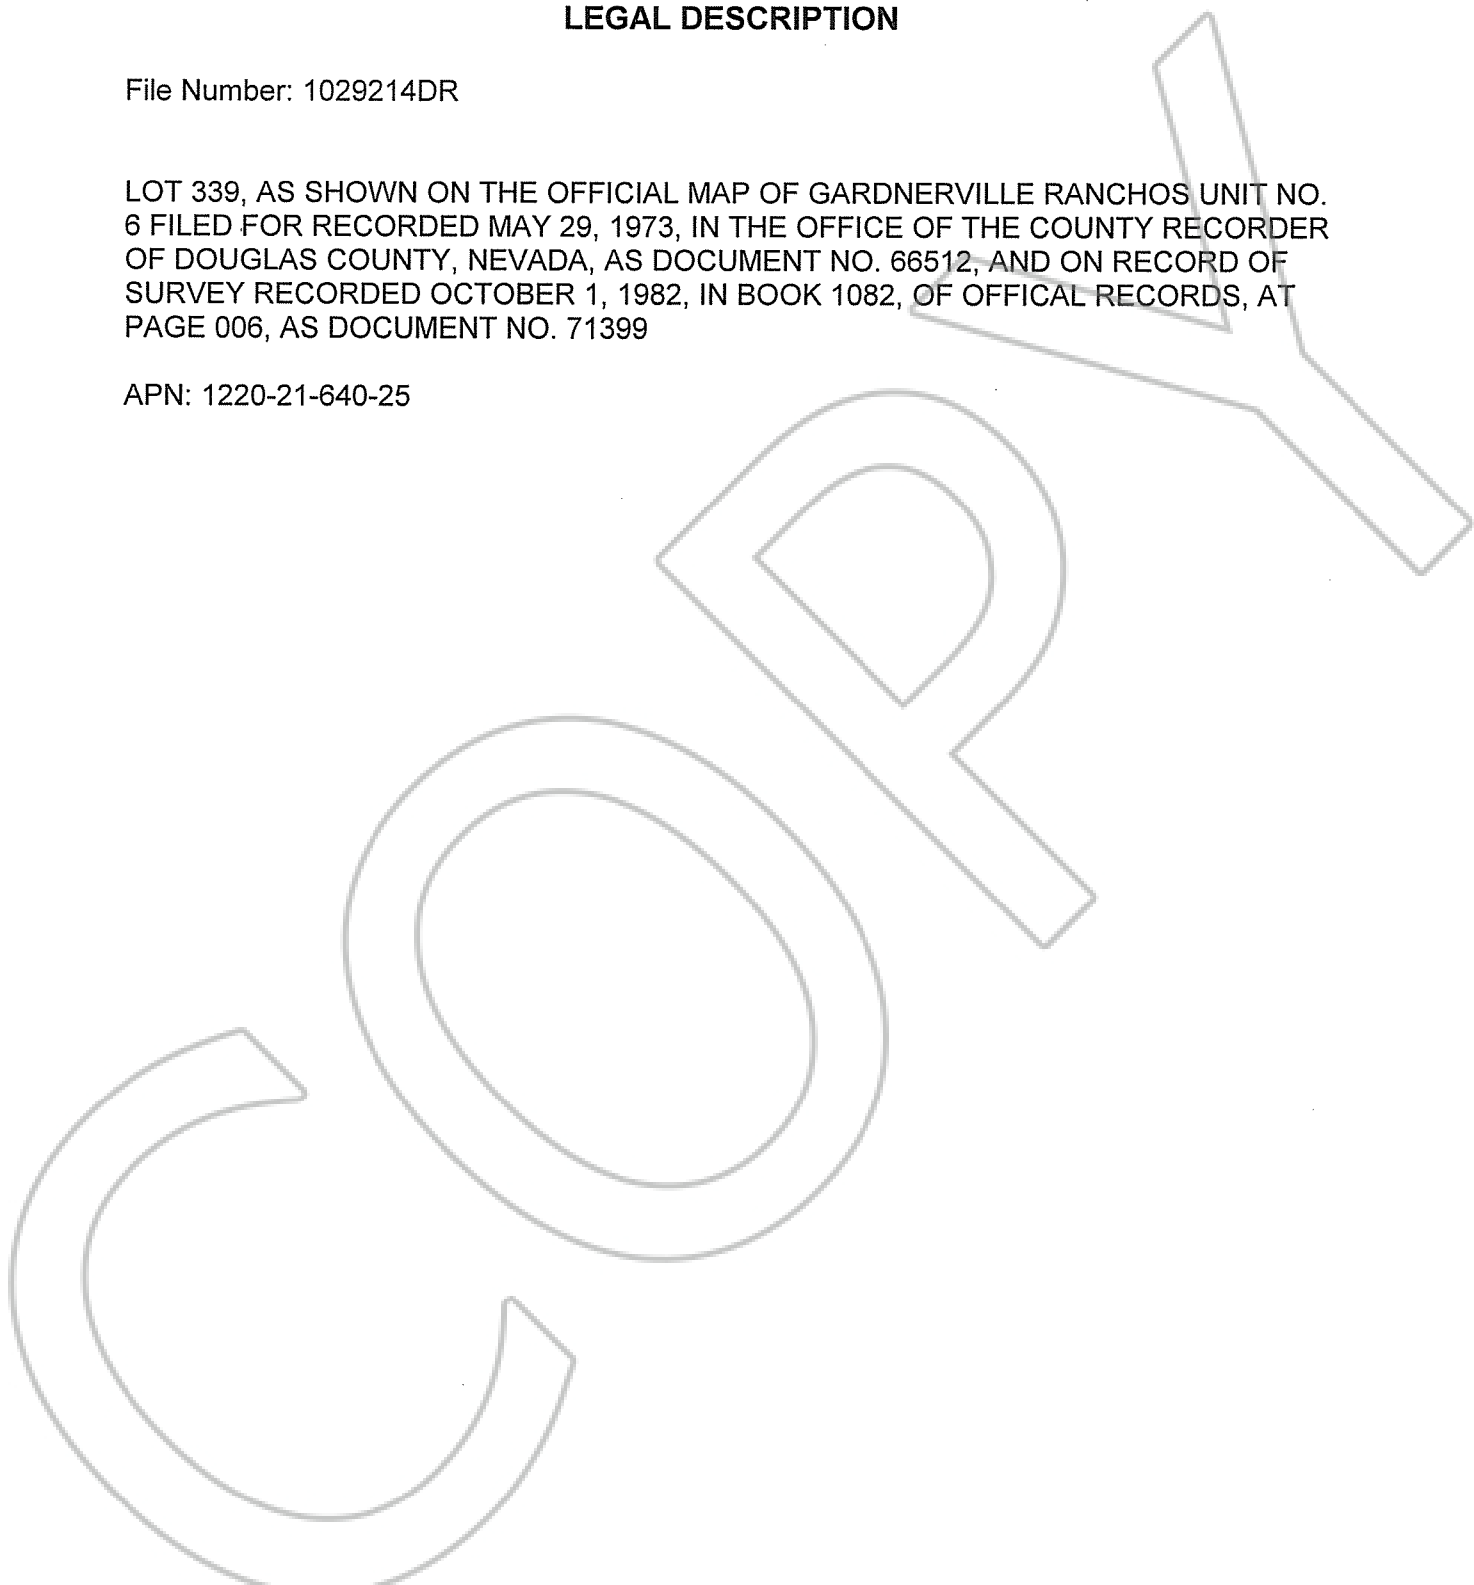 LEGAL DESCRIPTION
File Number: 1029214DR
LOT 339, AS SHOWN ON THE OFFICIAL MAP OF GARDNERVILLE RANCHOS UNIT NO.
6 FILED FOR RECORDED MAY 29, 1973, IN THE OFFICE OF THE COUNTY RECORDER
OF DOUGLAS COUNTY, NEVADA, AS DOCUMENT NO. 66512, AND ON RECORD OF
SURVEY RECORDED OCTOBER 1, 1982, IN BOOK 1082, OF OFFICAL RECORDS, AT
PAGE 006, AS DOCUMENT NO. 71399
APN: 1220-21-640-25
COPY